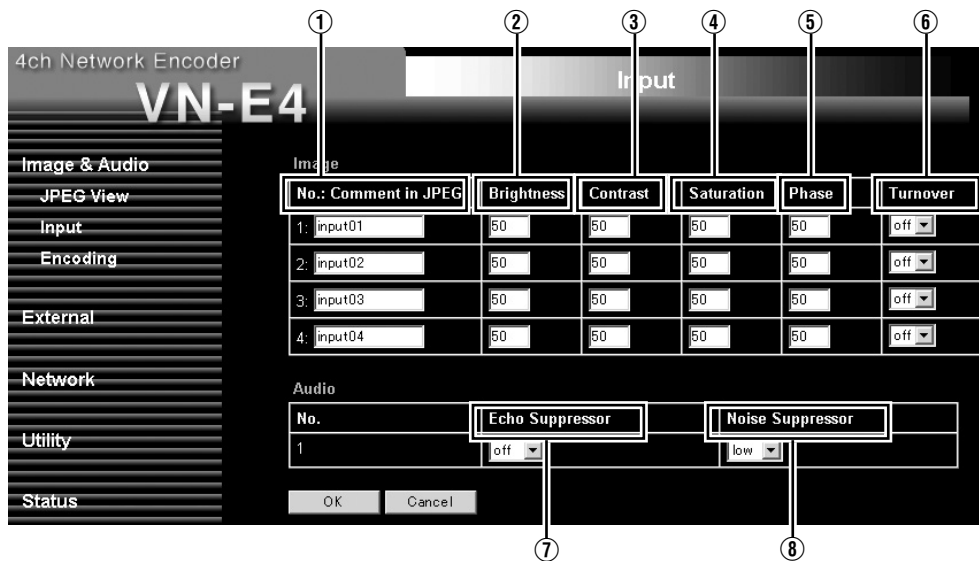 ① ② ③ ④ ⑤ ⑥
4ch Network Encoder
VN-E4
Input
Image & Audio
JPEG View
Input
Encoding
External
Network
Utility
Status
Image
No.: Comment in JPEG Brightness Contrast Saturation Phase Turnover
1: input01 50 50 50 50 off
2: input02 50 50 50 50 off
3: input03 50 50 50 50 off
4: input04 50 50 50 50 off
Audio
No. Echo Suppressor Noise Suppressor
1 off low
OK Cancel
⑦ ⑧